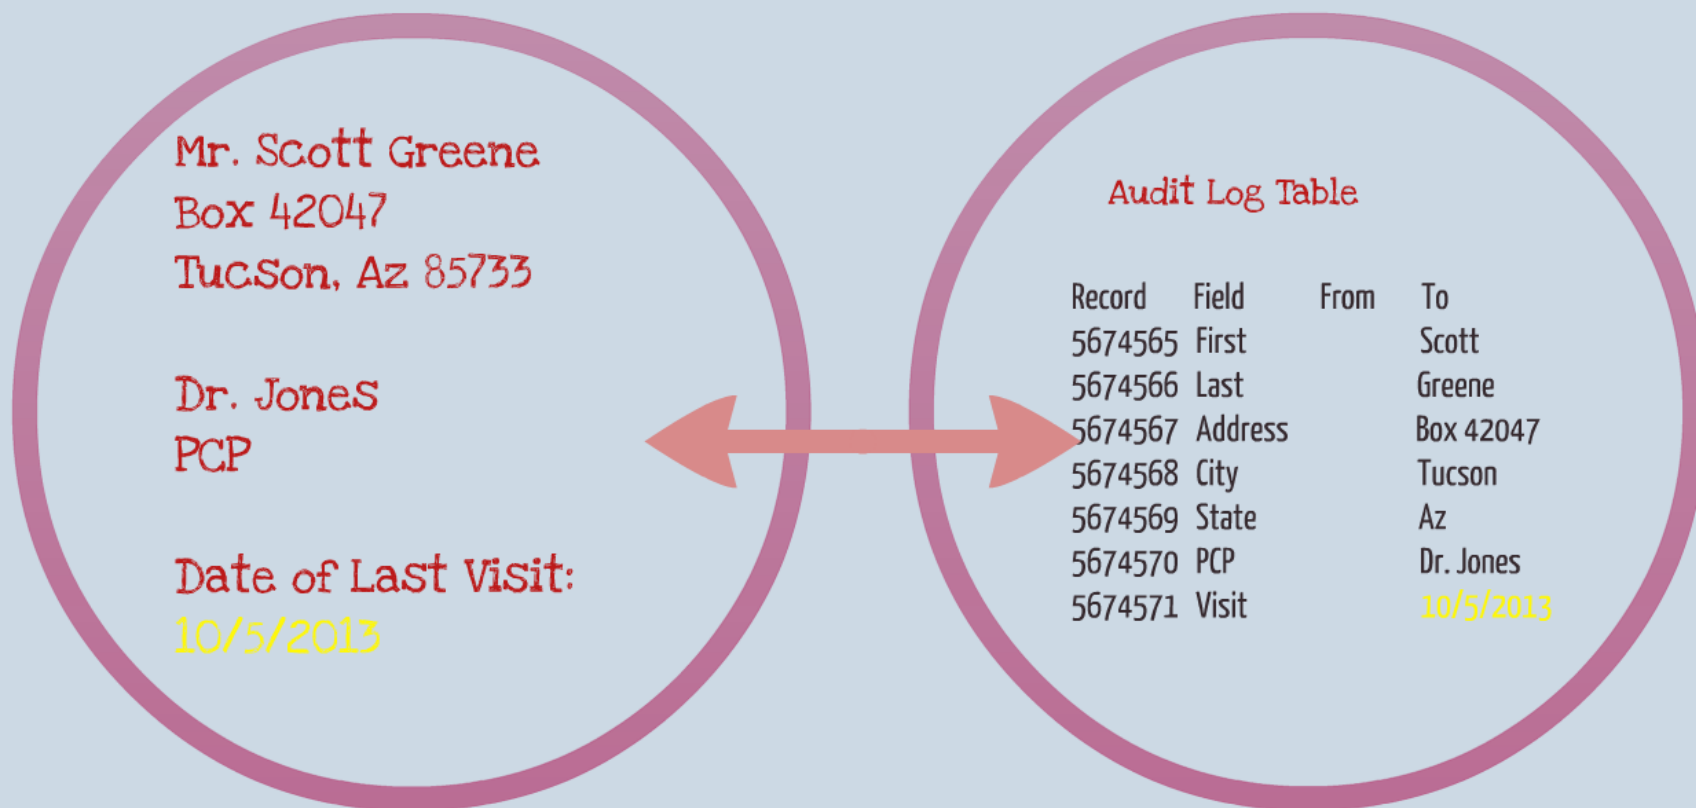 Mr. Scott Greene
Box 42047
Tucson, Az 85733
Dr. Jones
PCP
Date of Last Visit:
10/5/2013
Audit Log Table
Record Field From To
5674565 First Scott
5674566 Last Greene
5674567 Address Box 42047
5674568 City Tucson
5674569 State Az
5674570 PCP Dr. Jones
5674571 Visit 10/5/2013